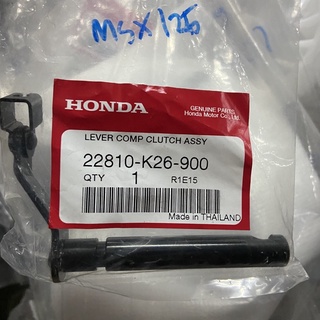 MSX125
HONDA
GENUINE PARTS
Honda Motor Co., Ltd.
LEVER COMP CLUTCH ASSY
22810-K26-900
QTY 1 R1E15
Made in THAILAND